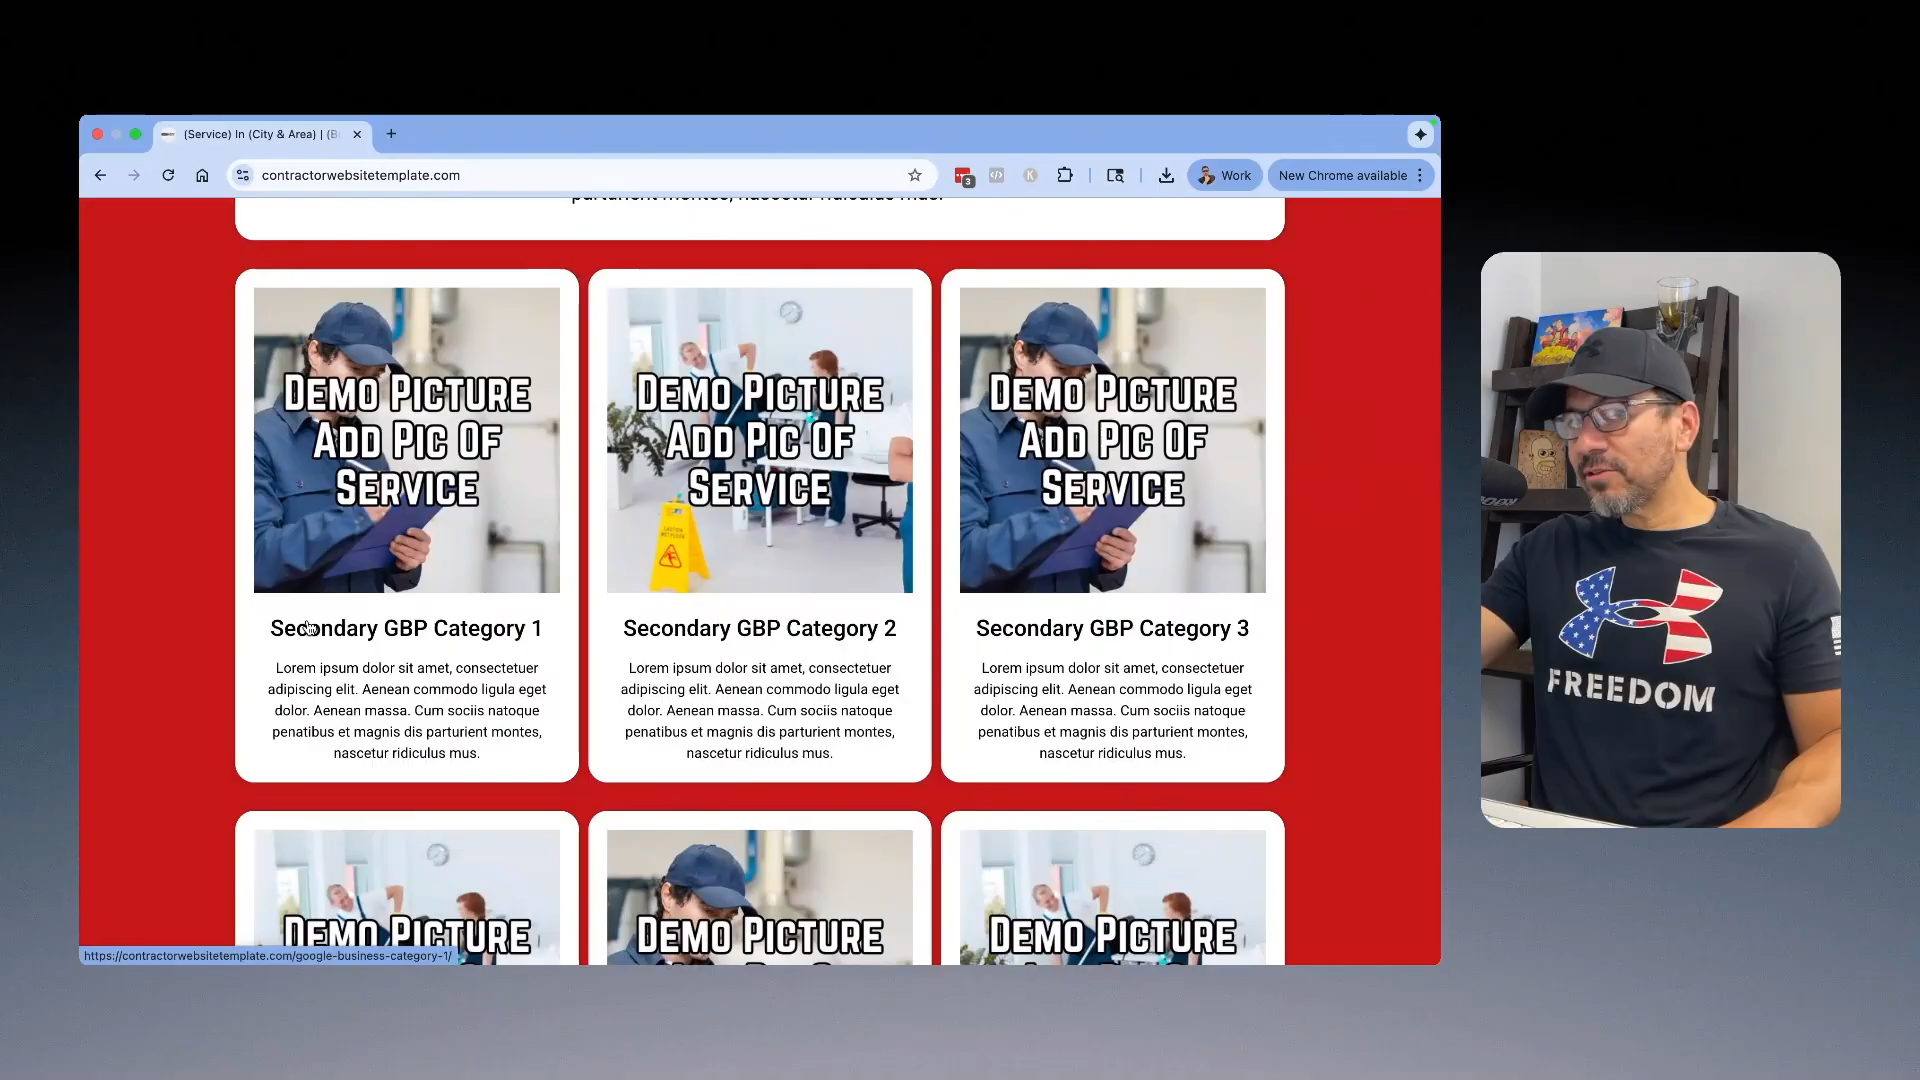 (Service) In (City & Area) | (B
contractorwebsitetemplate.com
3
K
Work
New Chrome available
parturient montes, nascetur ridiculus mus.
DEMO PICTURE
ADD PIC OF
SERVICE
Secondary GBP Category 1
Lorem ipsum dolor sit amet, consectetuer
adipiscing elit. Aenean commodo ligula eget
dolor. Aenean massa. Cum sociis natoque
penatibus et magnis dis parturient montes,
nascetur ridiculus mus.
DEMO PICTURE
ADD PIC OF
SERVICE
CAUTION
Secondary GBP Category 2
Lorem ipsum dolor sit amet, consectetuer
adipiscing elit. Aenean commodo ligula eget
dolor. Aenean massa. Cum sociis natoque
penatibus et magnis dis parturient montes,
nascetur ridiculus mus.
DEMO PICTURE
ADD PIC OF
SERVICE
Secondary GBP Category 3
Lorem ipsum dolor sit amet, consectetuer
adipiscing elit. Aenean commodo ligula eget
dolor. Aenean massa. Cum sociis natoque
penatibus et magnis dis parturient montes,
nascetur ridiculus mus.
DEMO PICTURE
DEMO PICTURE
DEMO PICTURE
https://contractorwebsitetemplate.com/google-business-category-1/
FREEDOM